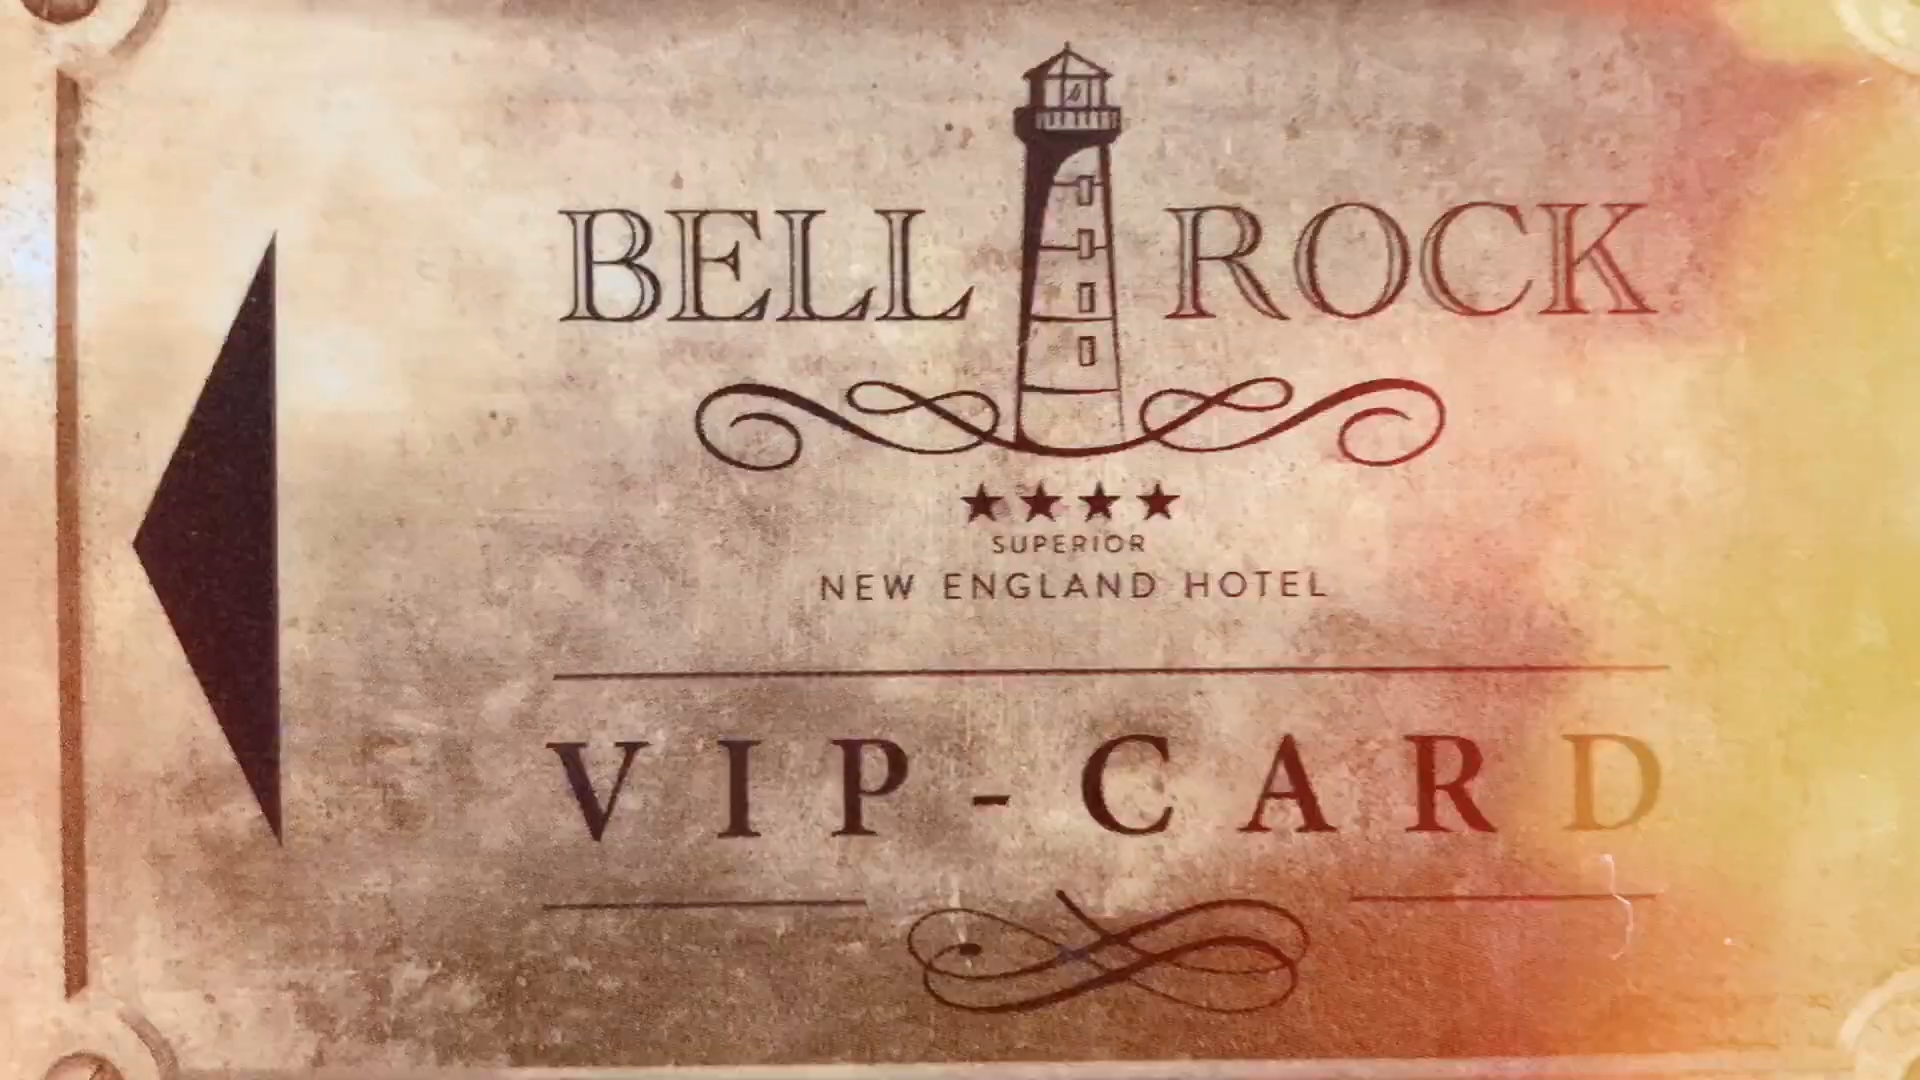 BELL ROCK
★★★★
SUPERIOR
NEW ENGLAND HOTEL
VIP-CARD